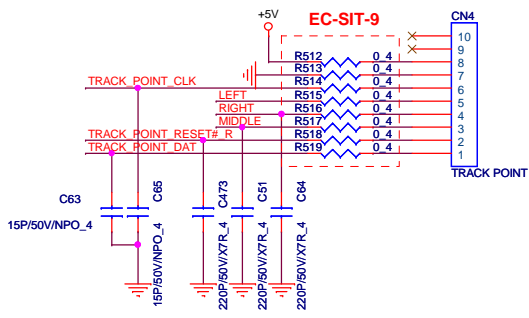 +5V
EC-SIT-9
CN4
10
9
R512 0_4 8
R513 0_4 7
TRACK_POINT_CLK R514 0_4 6
LEFT R515 0_4 5
RIGHT R516 0_4 4
MIDDLE R517 0_4 3
TRACK_POINT_RESET#_R R518 0_4 2
TRACK_POINT_DAT R519 0_4 1
TRACK POINT
C63
15P/50V/NPO_4
C65
15P/50V/NPO_4
C473
220P/50V/X7R_4
C51
220P/50V/X7R_4
C64
220P/50V/X7R_4